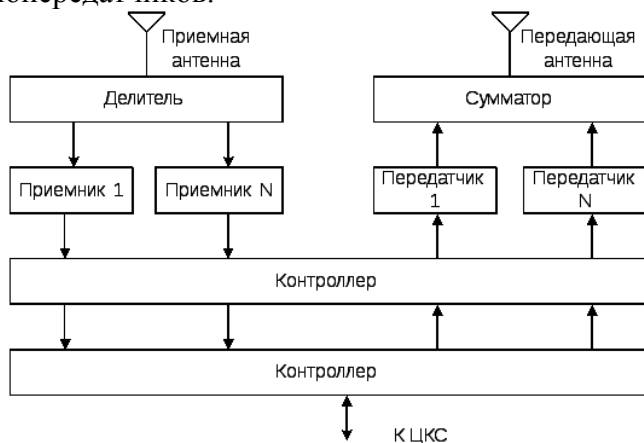 Приемная
антенна
Передающая
антенна
Делитель
Сумматор
Приемник 1
Приемник N
Передатчик
1
Передатчик
N
Контроллер
Контроллер
К ЦКС